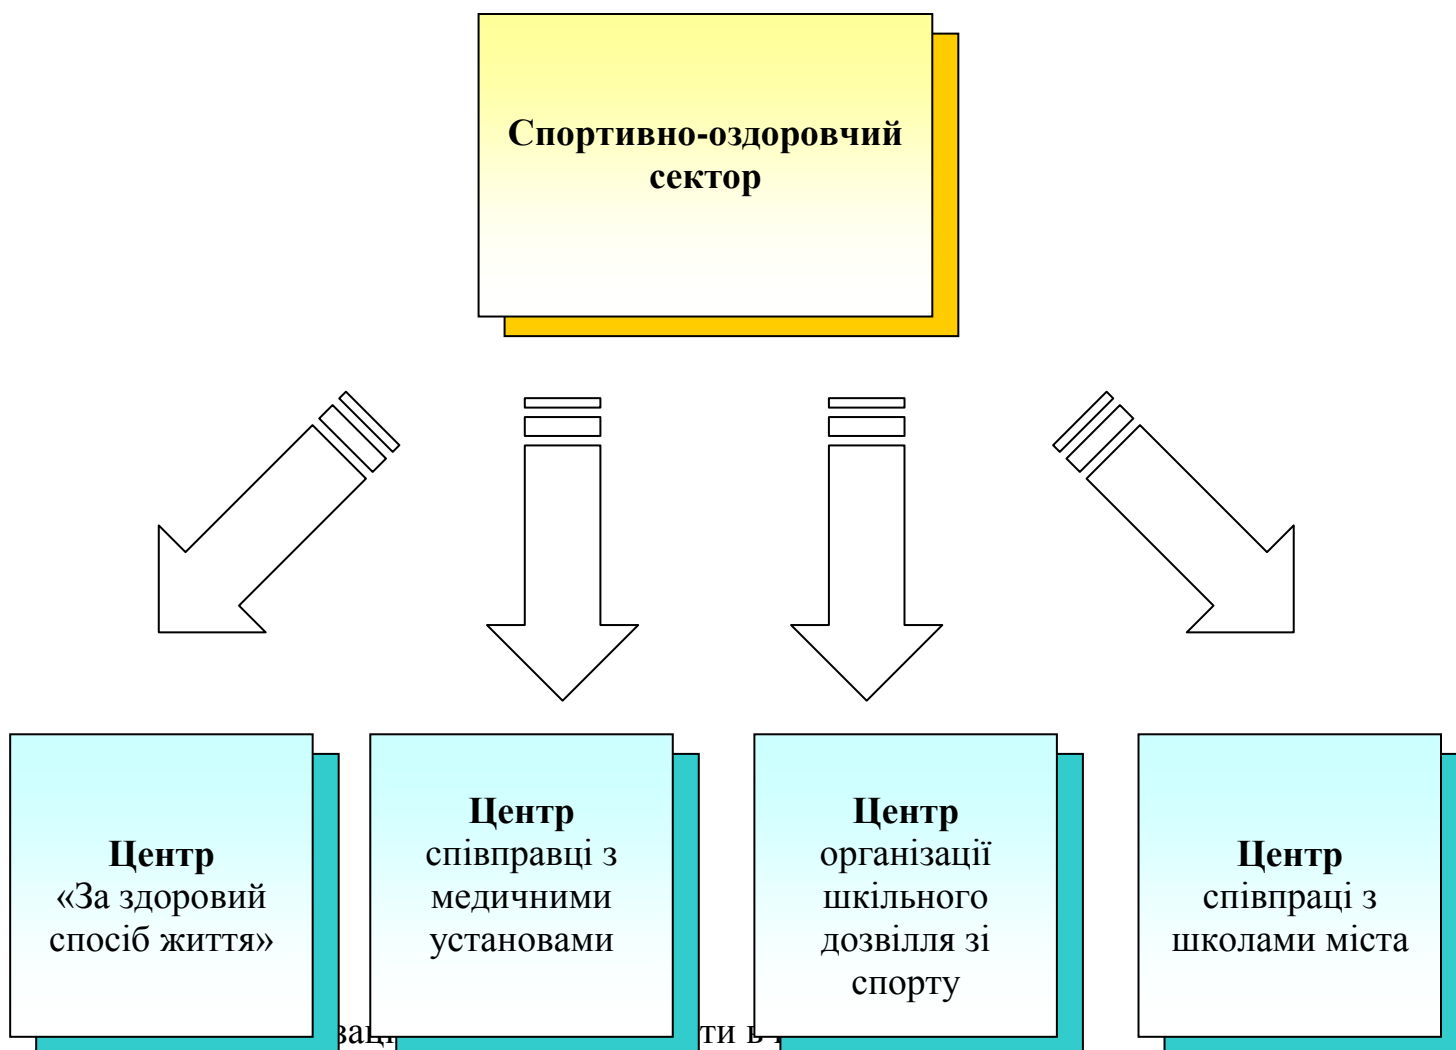 Спортивно-оздоровчий
сектор
Центр
«За здоровий
спосіб життя»
Центр
співправці з
медичними
установами
Центр
організації
шкільного
дозвілля зі
спорту
Центр
співпраці з
школами міста